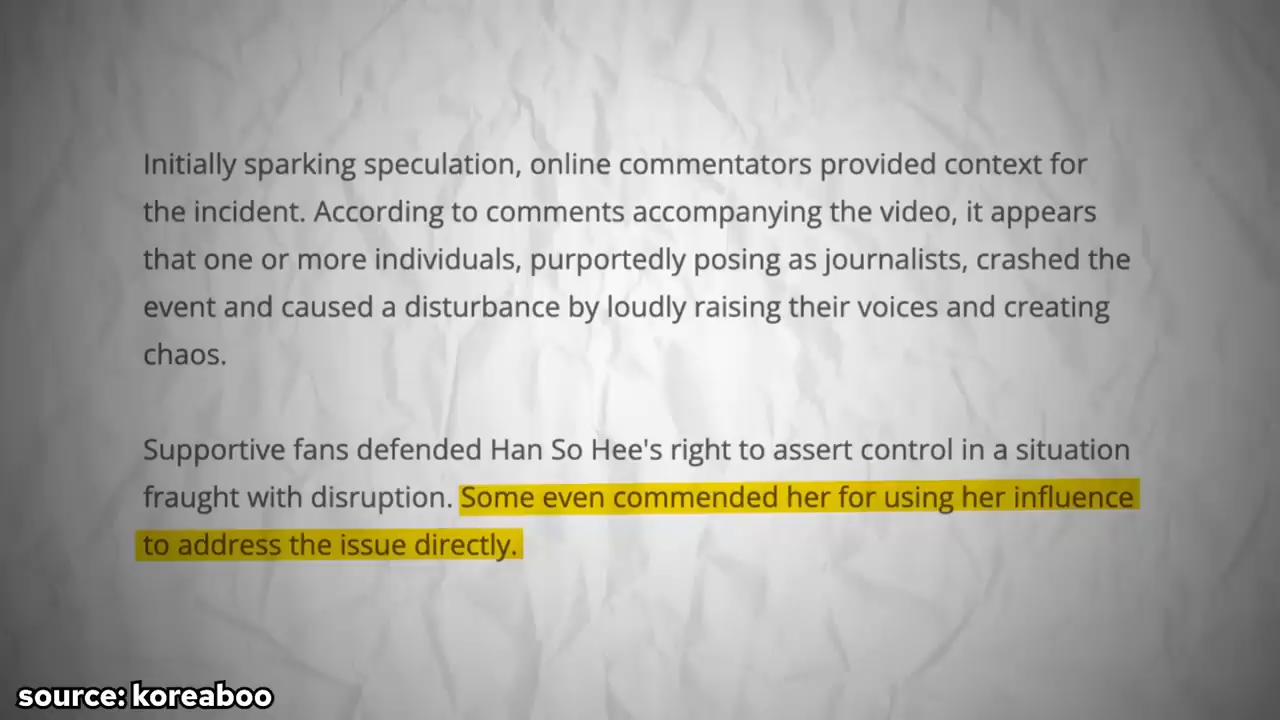 Initially sparking speculation, online commentators provided context for
the incident. According to comments accompanying the video, it appears
that one or more individuals, purportedly posing as journalists, crashed the
event and caused a disturbance by loudly raising their voices and creating
chaos.
Supportive fans defended Han So Hee's right to assert control in a situation
fraught with disruption. Some even commended her for using her influence
to address the issue directly.
source: koreaboo